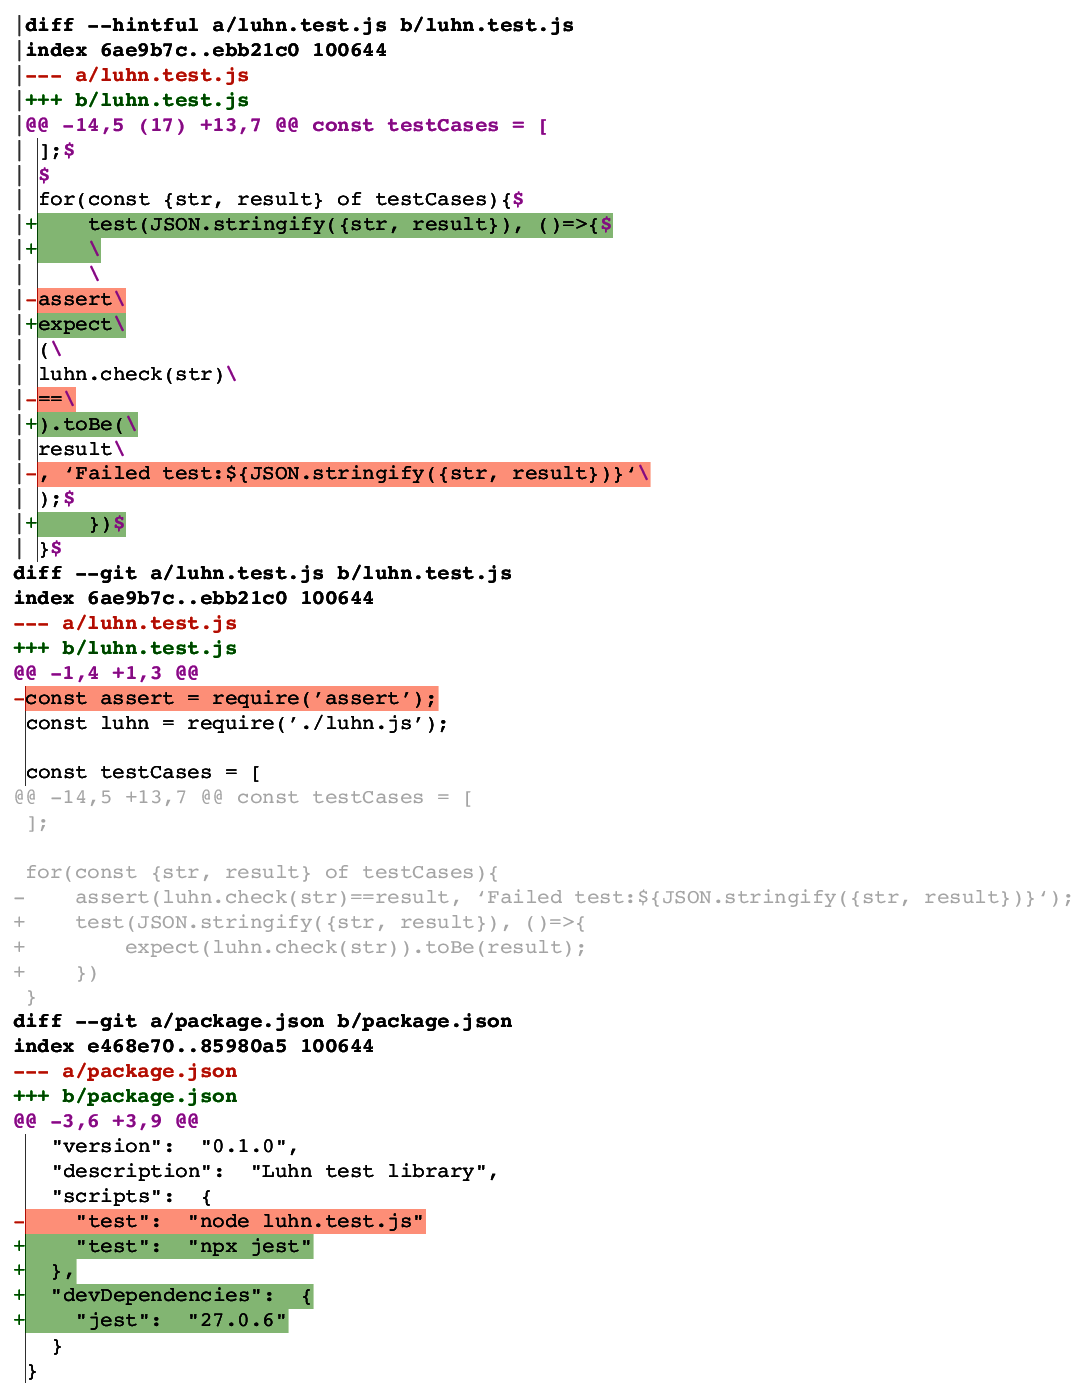 |diff --hintful a/luhn.test.js b/luhn.test.js
|index 6ae9b7c..ebb21c0 100644
|--- a/luhn.test.js
|+++ b/luhn.test.js
|@@ -14,5 (17) +13,7 @@ const testCases = [
| ];$
| $
| for(const {str, result} of testCases){$
|+    test(JSON.stringify({str, result}), ()=>{$
|+    \
|     \
|-assert\
|+expect\
| (\
| luhn.check(str)\
|-==\
|+).toBe(\
| result\
|-, ‘Failed test:${JSON.stringify({str, result})}‘\
| );$
|+    })$
| }$
diff --git a/luhn.test.js b/luhn.test.js
index 6ae9b7c..ebb21c0 100644
--- a/luhn.test.js
+++ b/luhn.test.js
@@ -1,4 +1,3 @@
-const assert = require(’assert’);
 const luhn = require(’./luhn.js’);

 const testCases = [
@@ -14,5 +13,7 @@ const testCases = [
 ];

 for(const {str, result} of testCases){
-    assert(luhn.check(str)==result, ‘Failed test:${JSON.stringify({str, result})}‘);
+    test(JSON.stringify({str, result}), ()=>{
+        expect(luhn.check(str)).toBe(result);
+    })
 }
diff --git a/package.json b/package.json
index e468e70..85980a5 100644
--- a/package.json
+++ b/package.json
@@ -3,6 +3,9 @@
   "version":  "0.1.0",
   "description":  "Luhn test library",
   "scripts":  {
-    "test":  "node luhn.test.js"
+    "test":  "npx jest"
+  },
+  "devDependencies":  {
+    "jest":  "27.0.6"
   }
 }